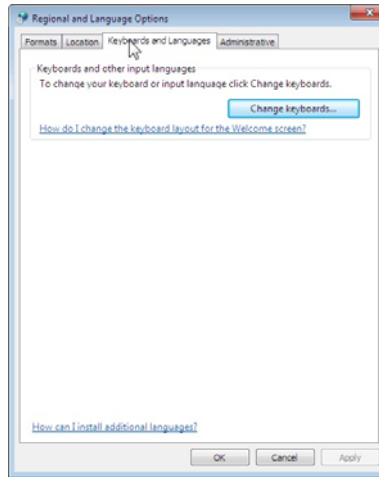 Regional and Language Options
Formats Location Keyboards and Languages Administrative
Keyboards and other input languages
To change your keyboard or input language click Change keyboards.
Change keyboards...
How do I change the keyboard layout for the Welcome screen?
How can I install additional languages?
OK Cancel Apply